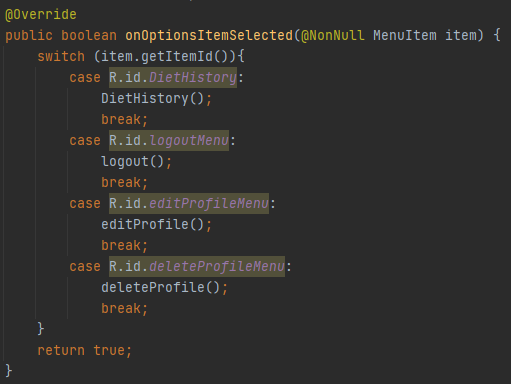 @Override
public boolean onOptionsItemSelected(@NonNull MenuItem item) {
    switch (item.getItemId()){
        case R.id.DietHistory:
            DietHistory();
            break;
        case R.id.logoutMenu:
            logout();
            break;
        case R.id.editProfileMenu:
            editProfile();
            break;
        case R.id.deleteProfileMenu:
            deleteProfile();
            break;
    }
    return true;
}